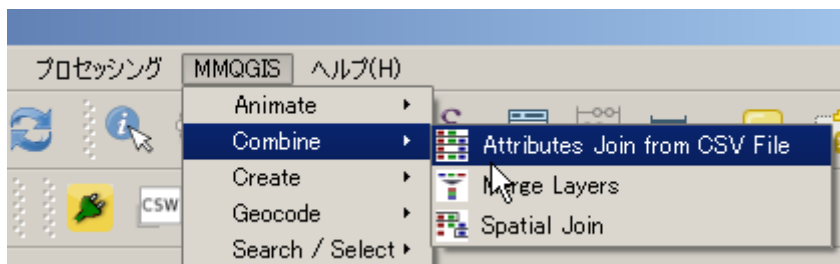 プロセッシング MMQGIS ヘルプ(H)
Animate
Combine
Attributes Join from CSV File
Create
Merge Layers
CSW
Geocode
Spatial Join
Search / Select